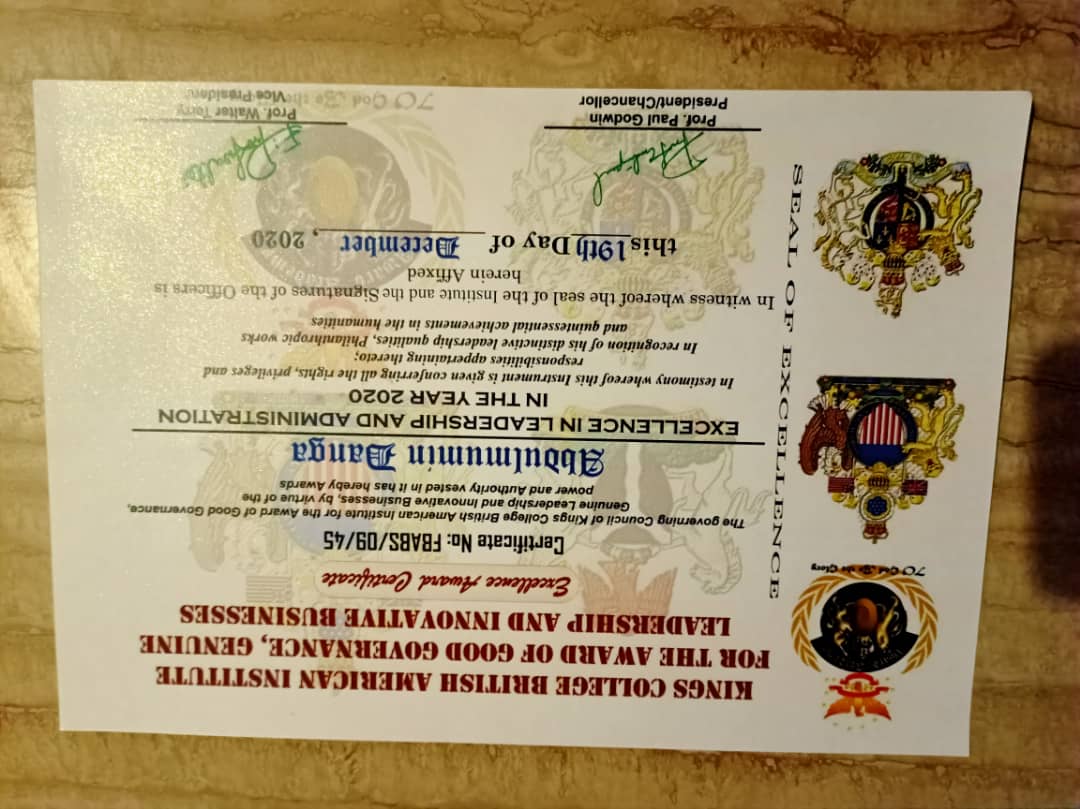 KINGS COLLEGE BRITISH AMERICAN INSTITUTE
FOR THE AWARD OF GOOD GOVERNANCE, GENUINE
LEADERSHIP AND INNOVATIVE BUSINESSES
Excellence Award Certificate
Certificate No: FBABS/09/45
The governing Council of Kings College British American Institute for the Award of Good Governance,
Genuine Leadership and Innovative Businesses, by virtue of the
power and Authority vested in it has hereby Awards
Abdulmumin Danga
EXCELLENCE IN LEADERSHIP AND ADMINISTRATION
IN THE YEAR 2020
In testimony whereof this Instrument is given conferring all the rights, privileges and
responsibilities appertaining thereto;
In recognition of his distinctive leadership qualities, Philanthropic works
and quintessential achievements in the humanities
In witness whereof the seal of the Institute and the Signatures of the Officers is
herein Affixed
this 19th Day of December, 2020
Prof. Paul Godwin
President/Chancellor
Prof. Walter Terry
Vice President
TO God Be the Glory
SEAL OF EXCELLENCE